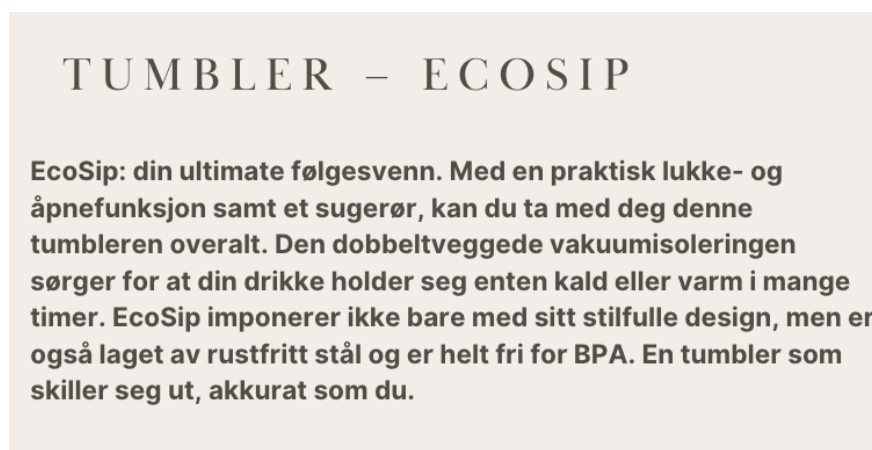 TUMBLER – ECOSIP
EcoSip: din ultimate følgesvenn. Med en praktisk lukke- og
åpnefunksjon samt et sugerør, kan du ta med deg denne
tumbleren overalt. Den dobbeltveggede vakuumisoleringen
sørger for at din drikke holder seg enten kald eller varm i mange
timer. EcoSip imponerer ikke bare med sitt stilfulle design, men er
også laget av rustfritt stål og er helt fri for BPA. En tumbler som
skiller seg ut, akkurat som du.